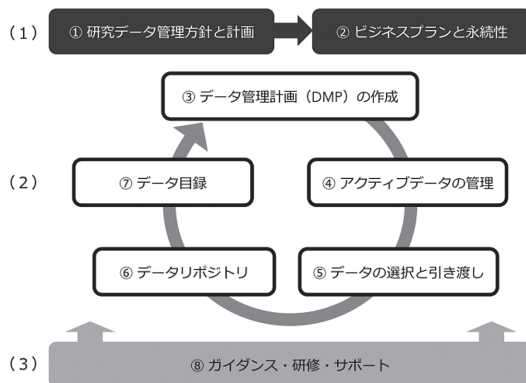 （1）
① 研究データ管理方針と計画
② ビジネスプランと永続性
③ データ管理計画（DMP）の作成
（2）
⑦ データ目録
④ アクティブデータの管理
⑥ データリポジトリ
⑤ データの選択と引き渡し
（3）
⑧ ガイダンス・研修・サポート